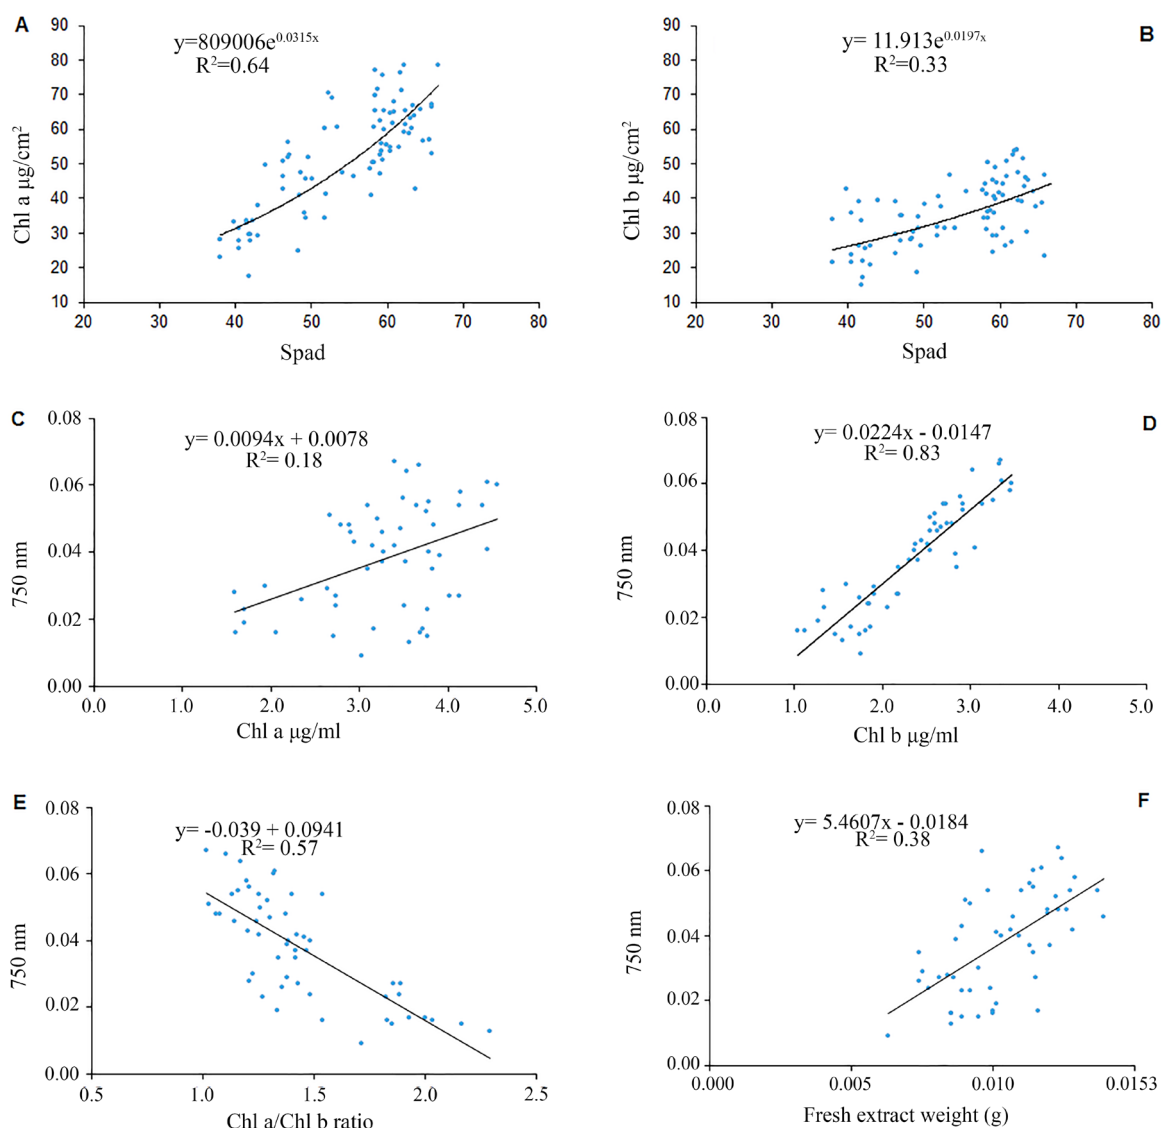 A
y=809006e^0.0315x
R²=0.64
Chl a μg/cm²
90
80
70
60
50
40
30
20
10
20 40 50 60 70 80
Spad
B
y= 11.913e^0.0197x
R²=0.33
Chl b μg/cm²
90
80
70
60
50
40
30
20
10
20 30 40 50 60 70 80
Spad
C
y= 0.0094x + 0.0078
R²= 0.18
750 nm
0.08
0.06
0.04
0.02
0.00
0.0 1.0 2.0 3.0 4.0 5.0
Chl a μg/ml
D
y= 0.0224x - 0.0147
R²= 0.83
750 nm
0.08
0.06
0.04
0.02
0.00
0.0 1.0 2.0 3.0 4.0 5.0
Chl b μg/ml
E
y= -0.039 + 0.0941
R²= 0.57
750 nm
0.08
0.06
0.04
0.02
0.00
0.5 1.0 1.5 2.0 2.5
Chl a/Chl b ratio
F
y= 5.4607x - 0.0184
R²= 0.38
750 nm
0.08
0.06
0.04
0.02
0.00
0.000 0.005 0.010 0.0153
Fresh extract weight (g)